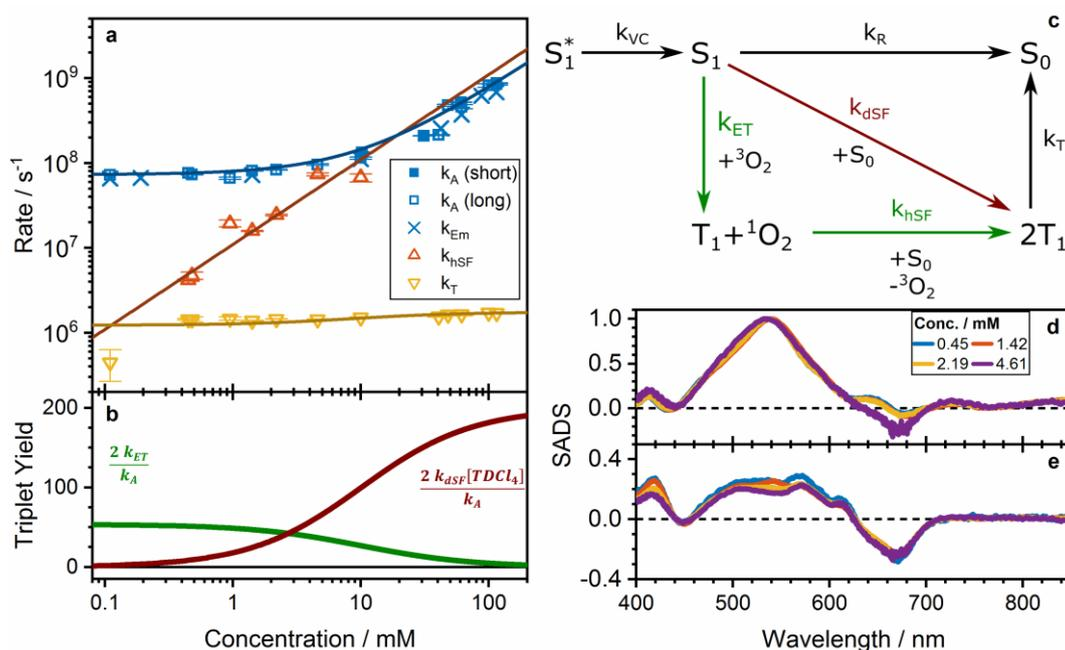 a
10⁹
10⁸
10⁷
10⁶
Rate / s⁻¹
k_A (short)
k_A (long)
k_Em
k_hSF
k_T
b
200
100
0
Triplet Yield
2 k_ET
k_A
2 k_dSF[TDCl₄]
k_A
0.1 1 10 100
Concentration / mM
c
S₁* k_VC S₁ k_R S₀
k_ET
+³O₂
k_dSF
+S₀
k_T
T₁+¹O₂ k_hSF 2T₁
+S₀
-³O₂
d
1.0
0.5
0.0
Conc. / mM
0.45 1.42
2.19 4.61
SADS
e
0.4
0.0
-0.4
400 500 600 700 800
Wavelength / nm